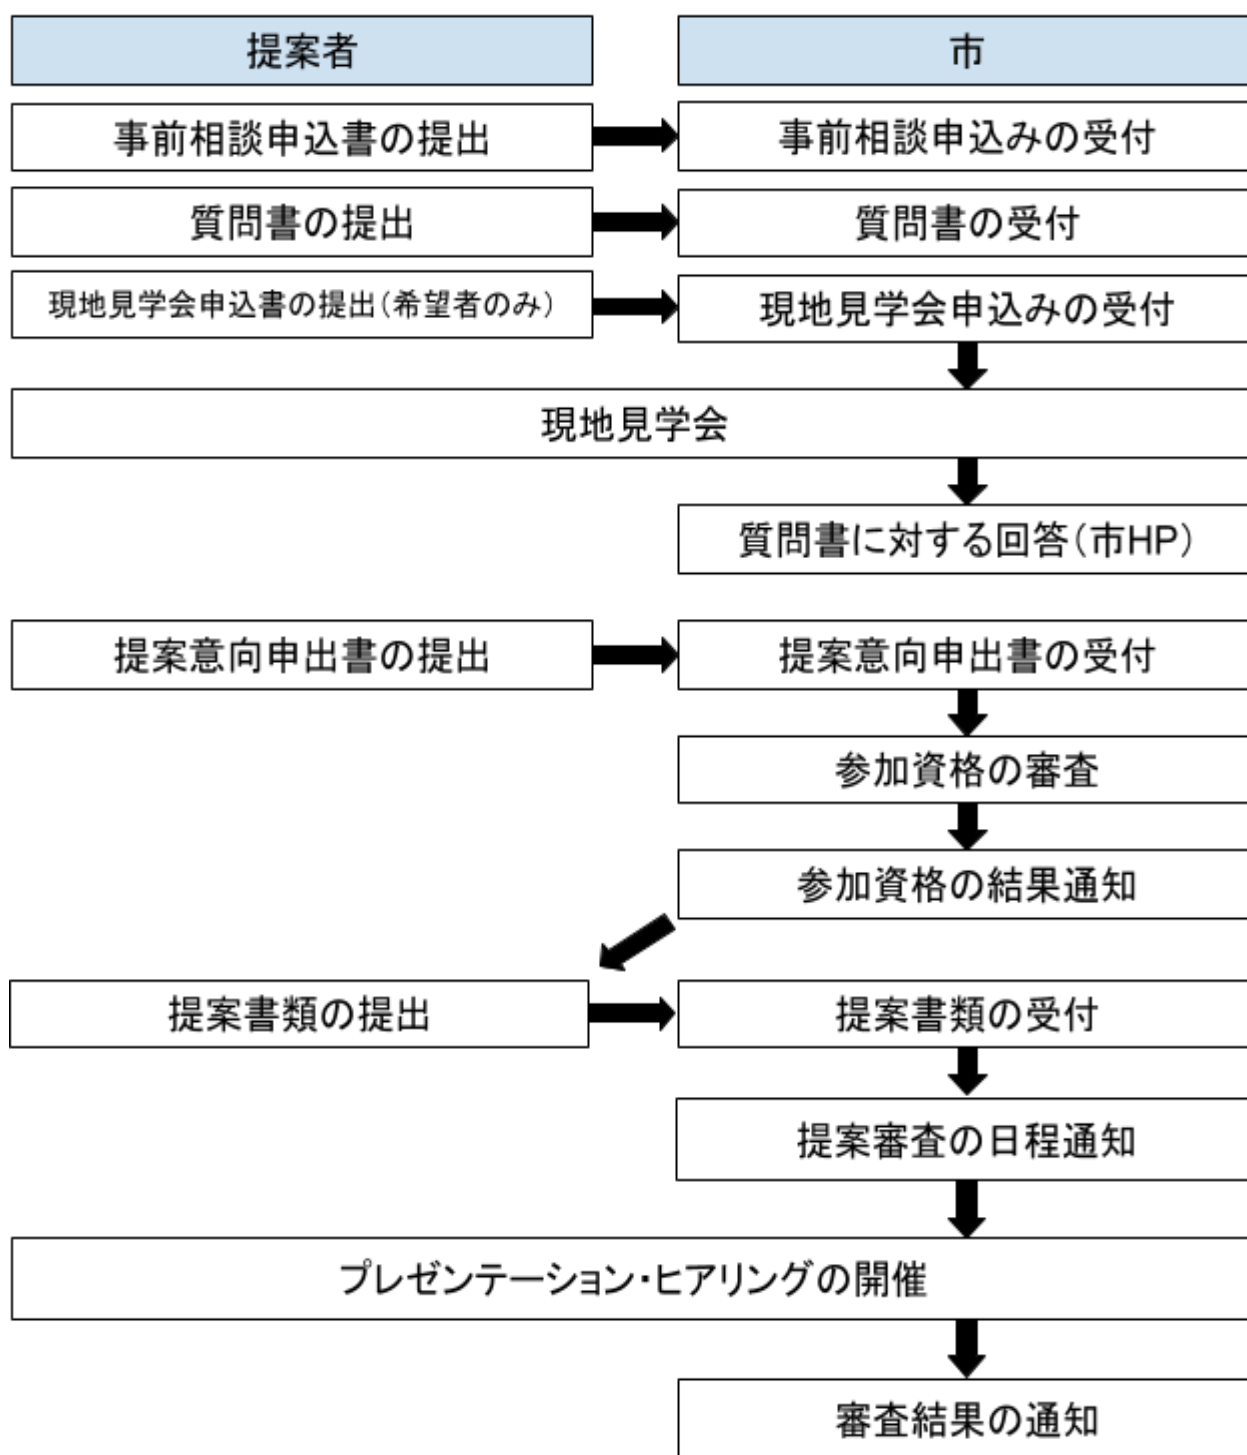 提案者
市
事前相談申込書の提出
事前相談申込みの受付
質問書の提出
質問書の受付
現地見学会申込書の提出（希望者のみ）
現地見学会申込みの受付
現地見学会
質問書に対する回答（市HP）
提案意向申出書の提出
提案意向申出書の受付
参加資格の審査
参加資格の結果通知
提案書類の提出
提案書類の受付
提案審査の日程通知
プレゼンテーション・ヒアリングの開催
審査結果の通知